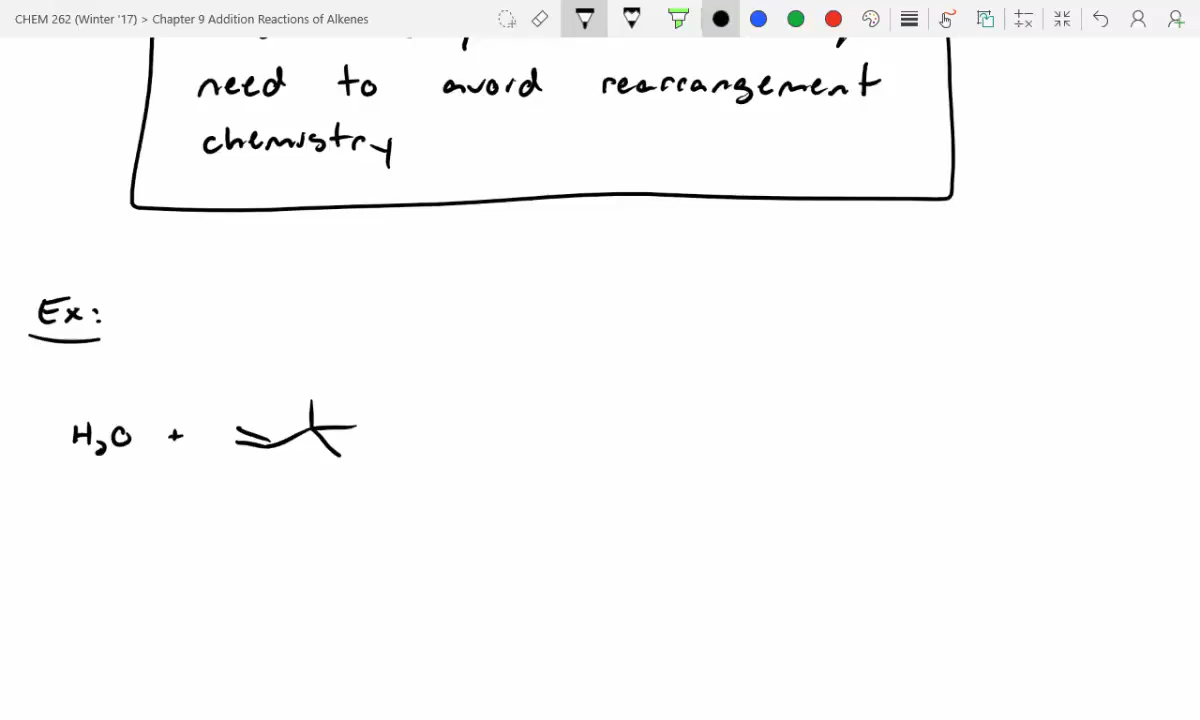 CHEM 262 (Winter '17) > Chapter 9 Addition Reactions of Alkenes
need to avoid rearrangement
chemistry
Ex:
H₂O +